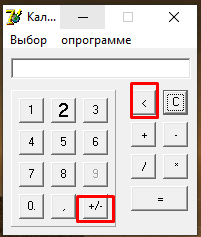 Кал...
Выбор опрограмме
1 2 3 < C
4 5 6 + -
7 8 9 / *
0. , +/- =